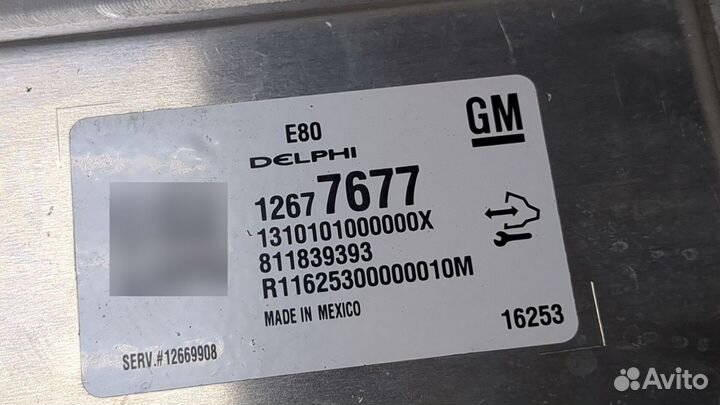 E80
GM
DELPHI
12677677
1310101000000X
811839393
R11625300000010M
MADE IN MEXICO
16253
SERV.#12669908
Avito